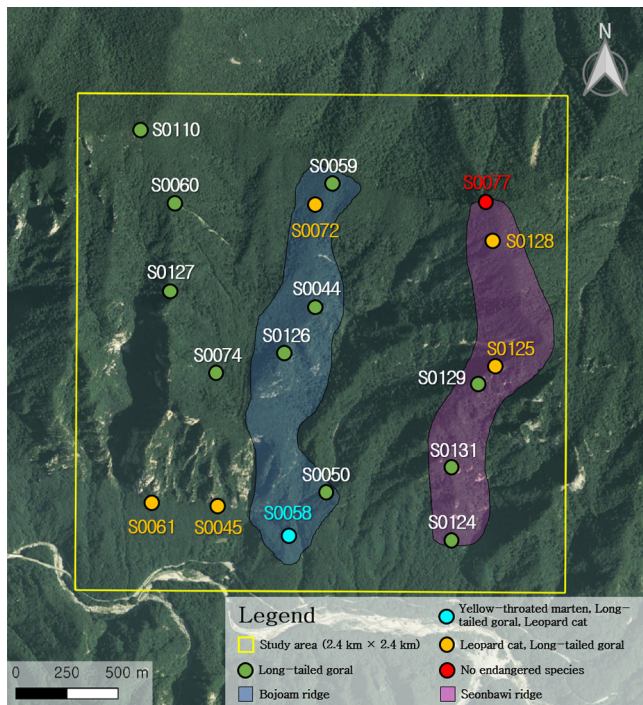 N
S0110
S0059
S0060
S0077
S0072
S0128
S0127
S0044
S0126
S0125
S0074
S0129
S0131
S0050
S0058
S0061
S0045
S0124
Legend
Study area (2.4 km × 2.4 km)
Long-tailed goral
Bojoam ridge
Yellow-throated marten, Long-
tailed goral, Leopard cat
Leopard cat, Long-tailed goral
No endangered species
Seonbawi ridge
0 250 500 m